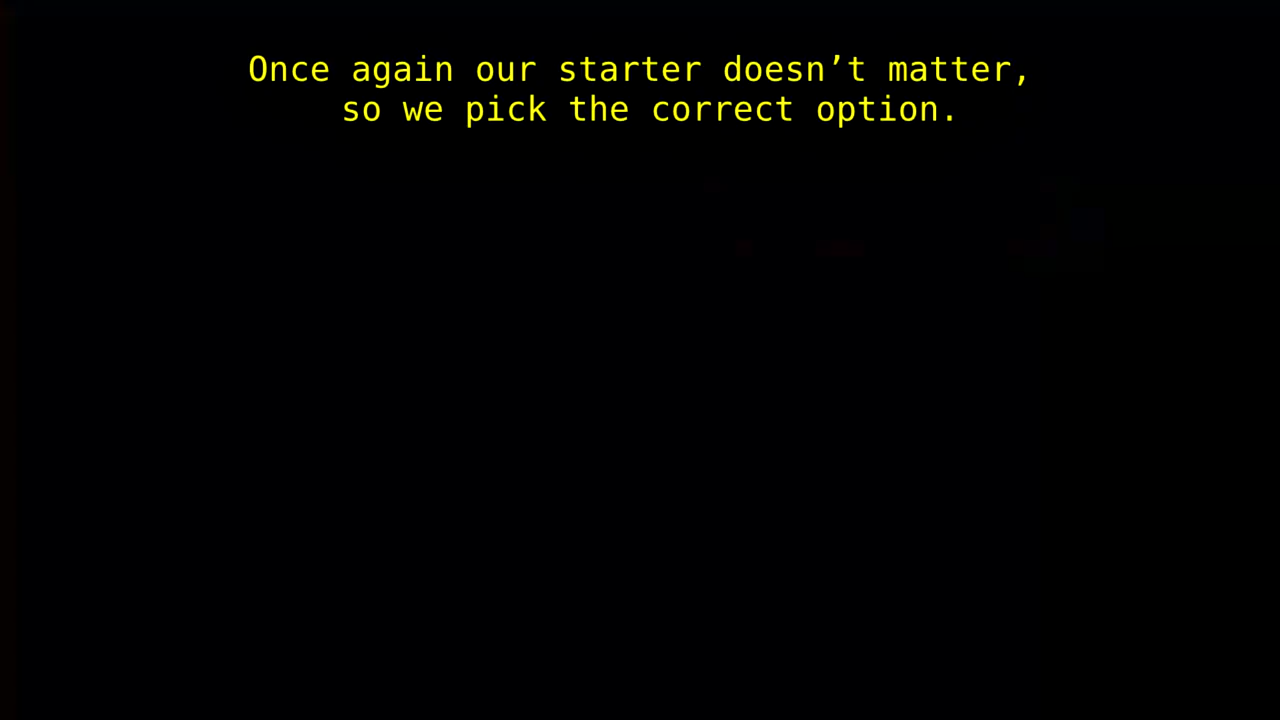 Once again our starter doesn’t matter,
so we pick the correct option.